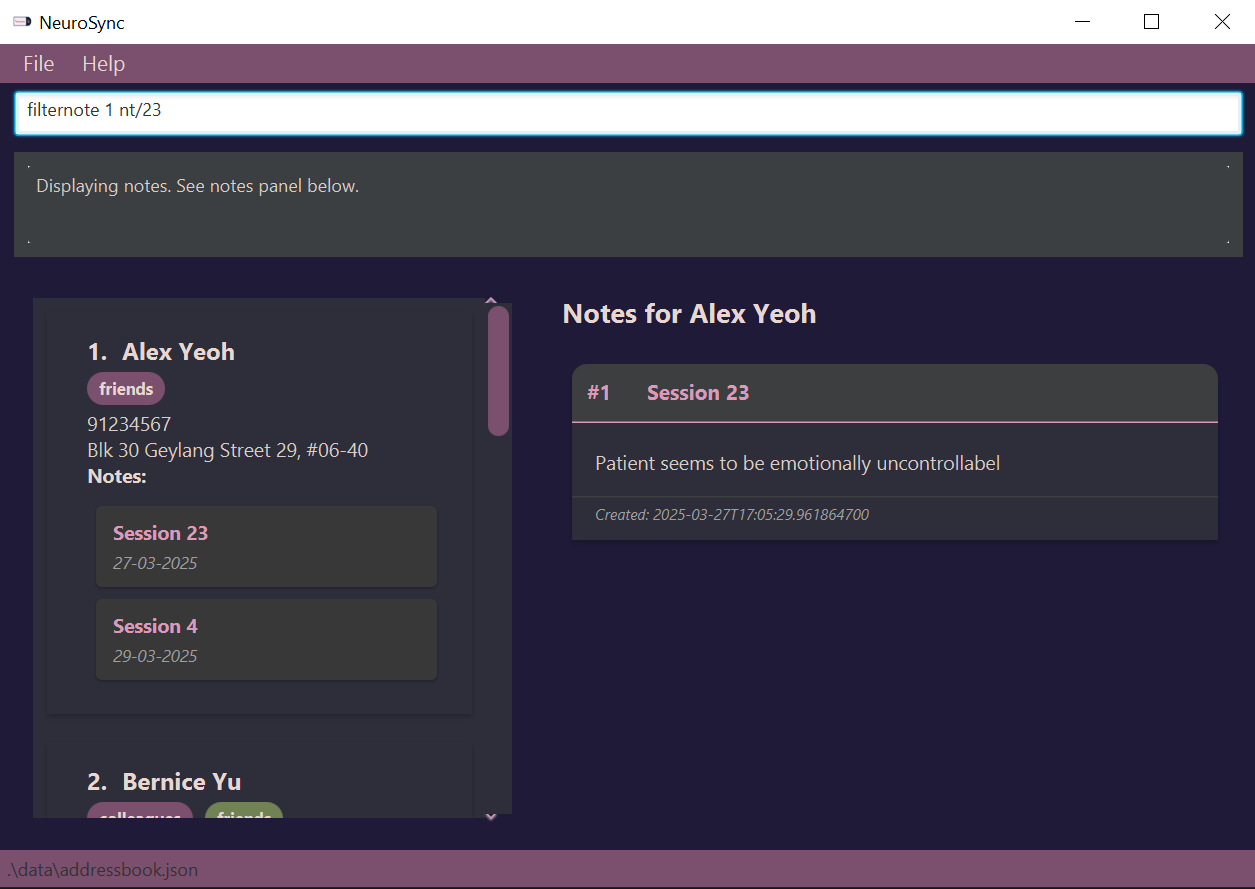 NeuroSync
File Help
filternote 1 nt/23
Displaying notes. See notes panel below.
1. Alex Yeoh
friends
91234567
Blk 30 Geylang Street 29, #06-40
Notes:
Session 23
27-03-2025
Session 4
29-03-2025
2. Bernice Yu
colleagues friends
Notes for Alex Yeoh
#1 Session 23
Patient seems to be emotionally uncontrollabel
Created: 2025-03-27T17:05:29.961864700
.\data\addressbook.json